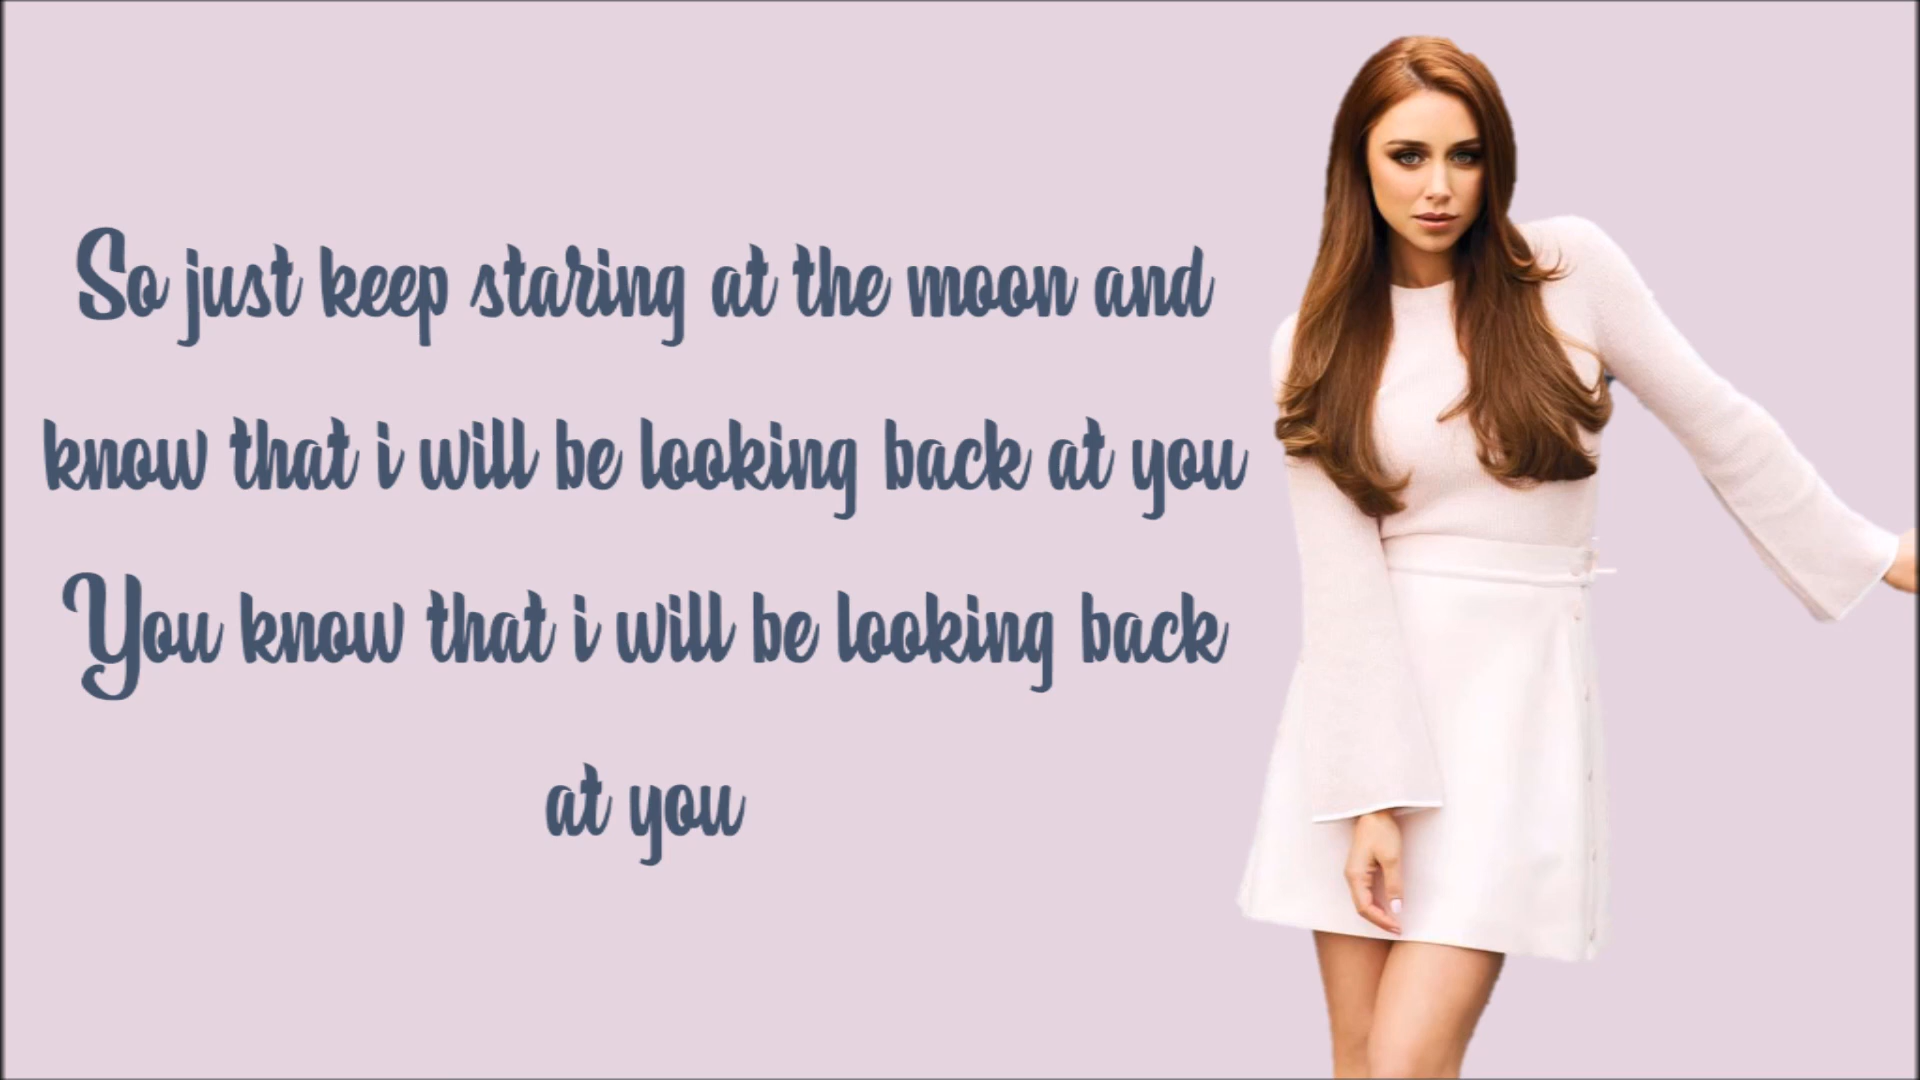 So just keep staring at the moon and
know that i will be looking back at you
You know that i will be looking back
at you